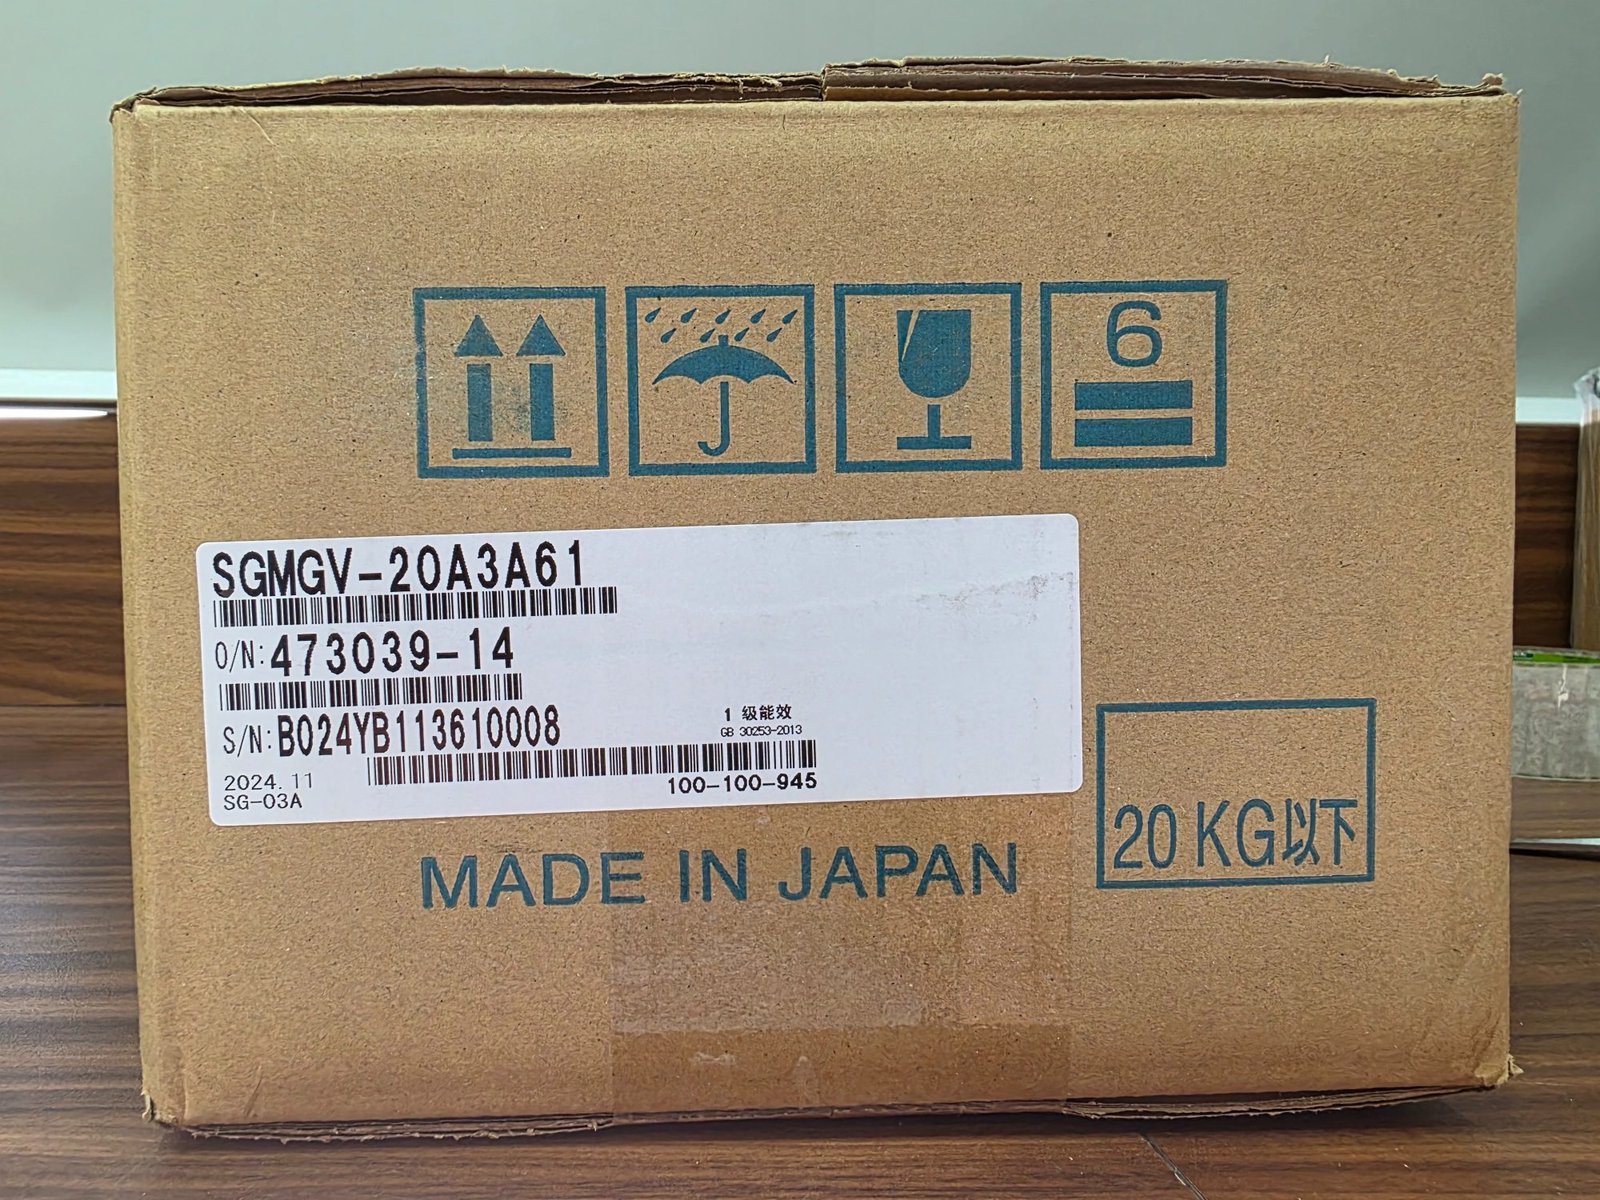 6
SGMGV-20A3A61
O/N:473039-14
S/N:B024YB113610008
1 级能效
GB 30253-2013
2024.11
SG-03A
100-100-945
MADE IN JAPAN
20 KG以下